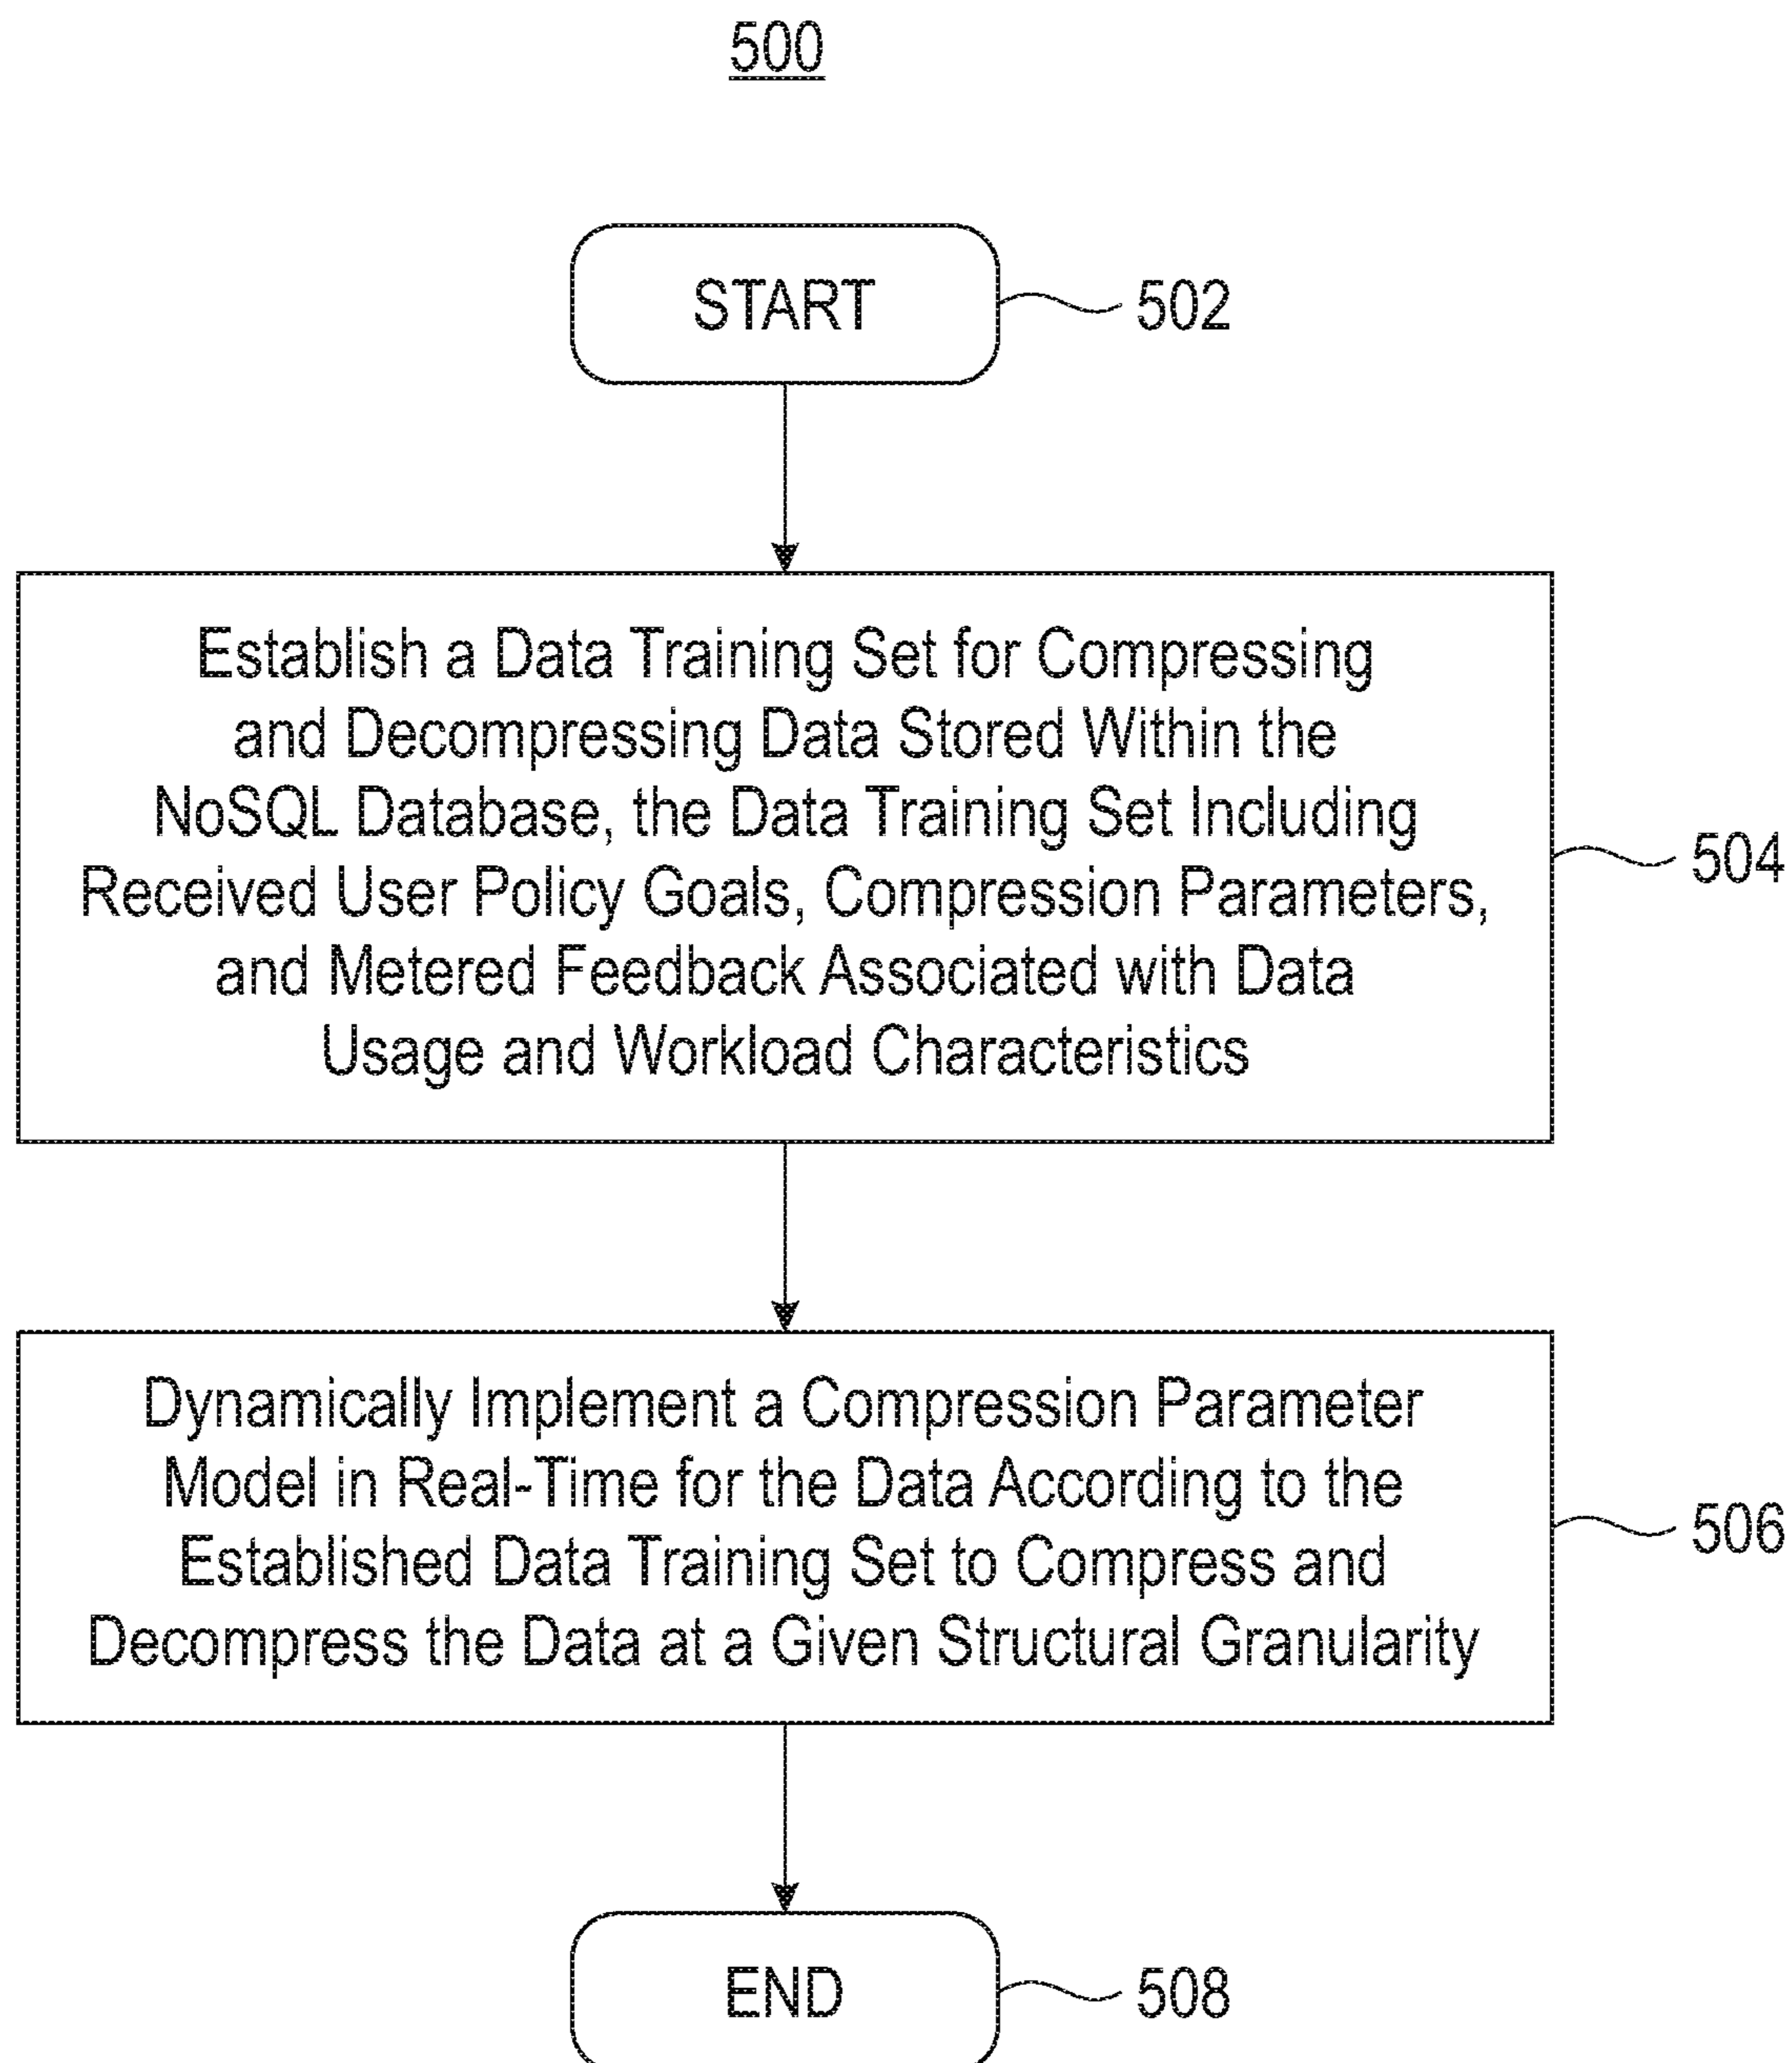 500
START
502
Establish a Data Training Set for Compressing
and Decompressing Data Stored Within the
NoSQL Database, the Data Training Set Including
Received User Policy Goals, Compression Parameters,
and Metered Feedback Associated with Data
Usage and Workload Characteristics
504
Dynamically Implement a Compression Parameter
Model in Real-Time for the Data According to the
Established Data Training Set to Compress and
Decompress the Data at a Given Structural Granularity
506
END
508